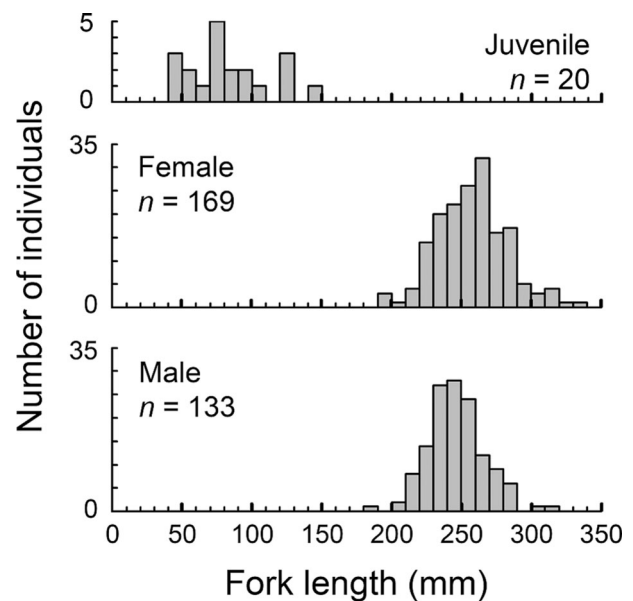 Number of individuals
5
0
Juvenile
n = 20
35
0
Female
n = 169
35
0
Male
n = 133
0 50 100 150 200 250 300 350
Fork length (mm)